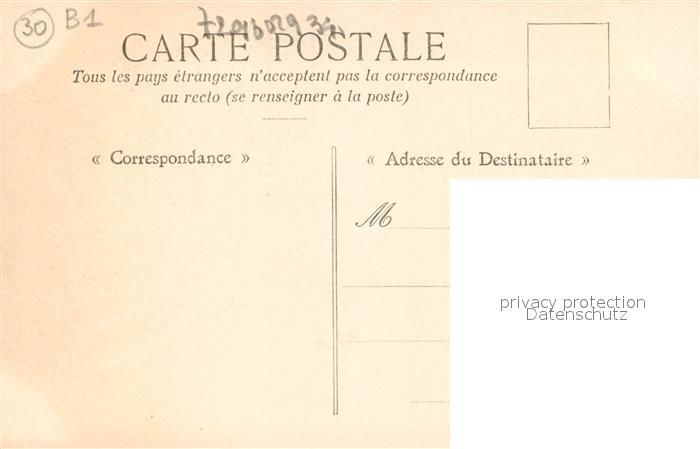 30 B1
CARTE POSTALE
Tous les pays étrangers n'acceptent pas la correspondance
au recto (se renseigner à la poste)
« Correspondance »
« Adresse du Destinataire »
M
privacy protection
Datenschutz